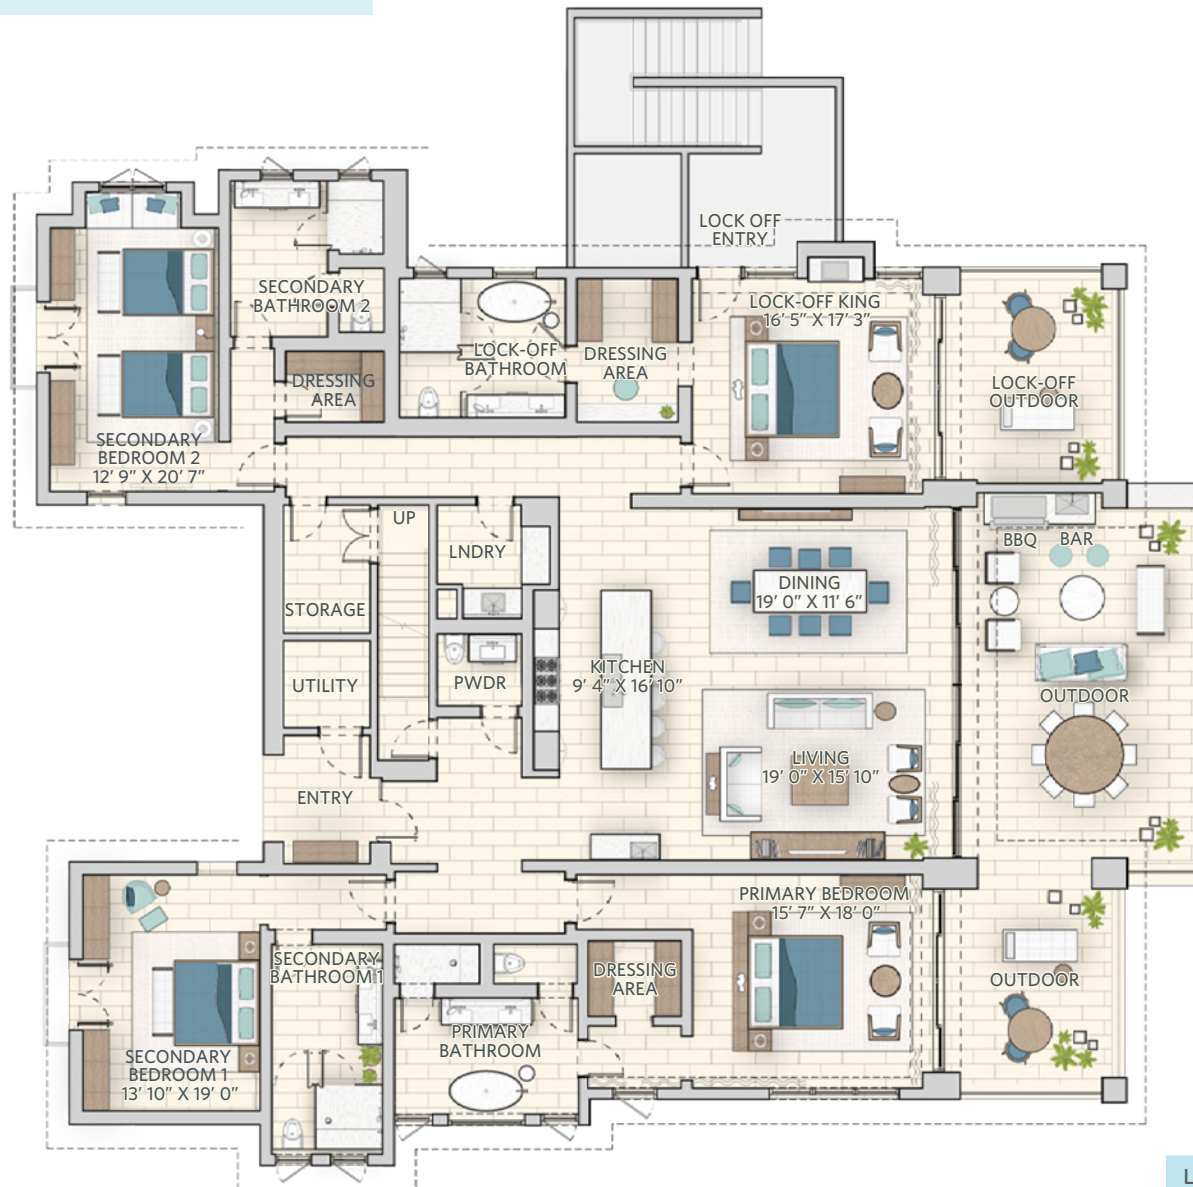 LOCK OFF
ENTRY
SECONDARY
BATHROOM 2
LOCK-OFF KING
16' 5" X 17' 3"
LOCK-OFF
BATHROOM
DRESSING
AREA
DRESSING
AREA
LOCK-OFF
OUTDOOR
SECONDARY
BEDROOM 2
12' 9" X 20' 7"
UP
LNDRY
BBQ
BAR
STORAGE
DINING
19' 0" X 11' 6"
UTILITY
PWDR
KITCHEN
9' 4" X 16' 10"
OUTDOOR
LIVING
19' 0" X 15' 10"
ENTRY
PRIMARY BEDROOM
15' 7" X 18' 0"
SECONDARY
BATHROOM 1
DRESSING
AREA
OUTDOOR
PRIMARY
BATHROOM
SECONDARY
BEDROOM 1
13' 10" X 19' 0"
L